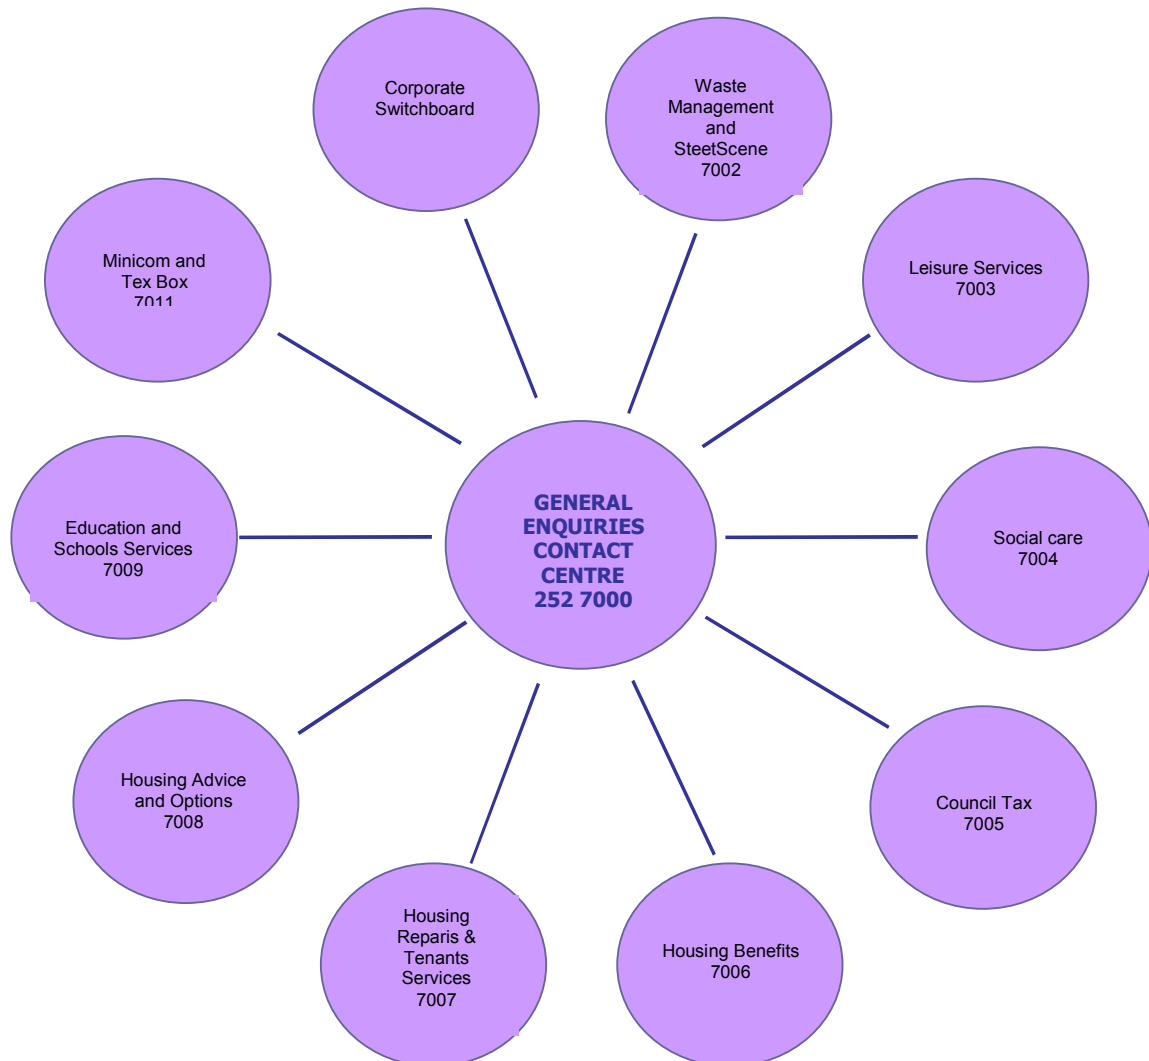 Corporate
Switchboard
Waste
Management
and
SteetScene
7002
Leisure Services
7003
Social care
7004
Council Tax
7005
Housing Benefits
7006
Housing
Reparis &
Tenants
Services
7007
Housing Advice
and Options
7008
Education and
Schools Services
7009
Minicom and
Tex Box
7011
GENERAL
ENQUIRIES
CONTACT
CENTRE
252 7000